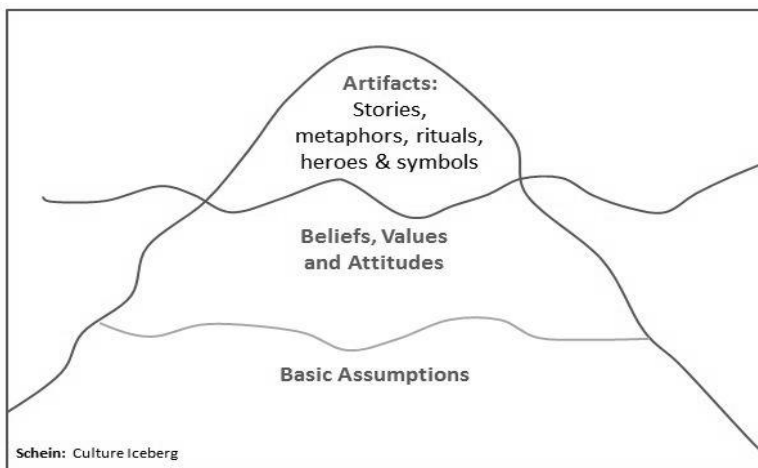 Artifacts:
Stories,
metaphors, rituals,
heroes & symbols
Beliefs, Values
and Attitudes
Basic Assumptions
Schein: Culture Iceberg